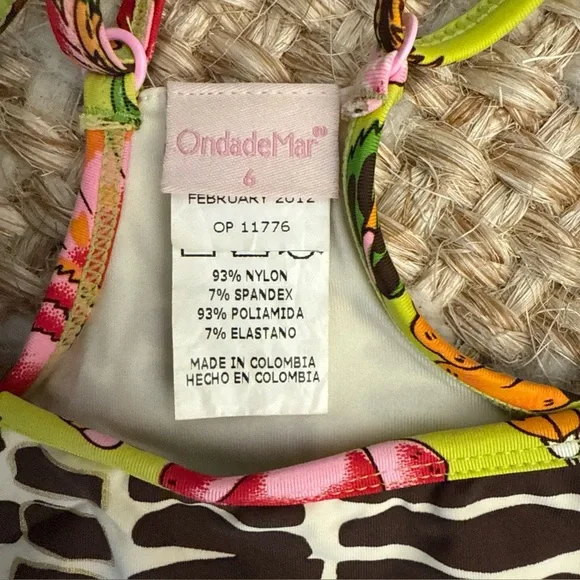 OndadeMar
6
FEBRUARY 2012
OP 11776
93% NYLON
7% SPANDEX
93% POLIAMIDA
7% ELASTANO
MADE IN COLOMBIA
HECHO EN COLOMBIA